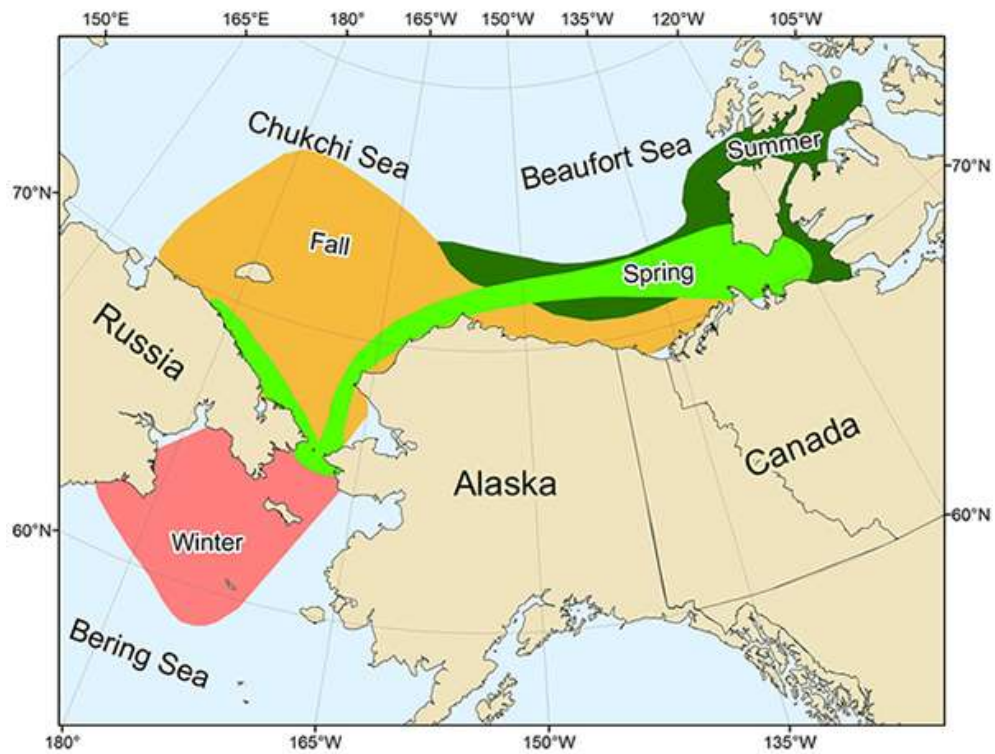 150°E 165°E 180° 165°W 150°W 135°W 120°W 105°W
Chukchi Sea
Beaufort Sea
Summer
70°N
70°N
Fall
Spring
Russia
Canada
Alaska
60°N
60°N
Winter
Bering Sea
180° 165°W 150°W 135°W